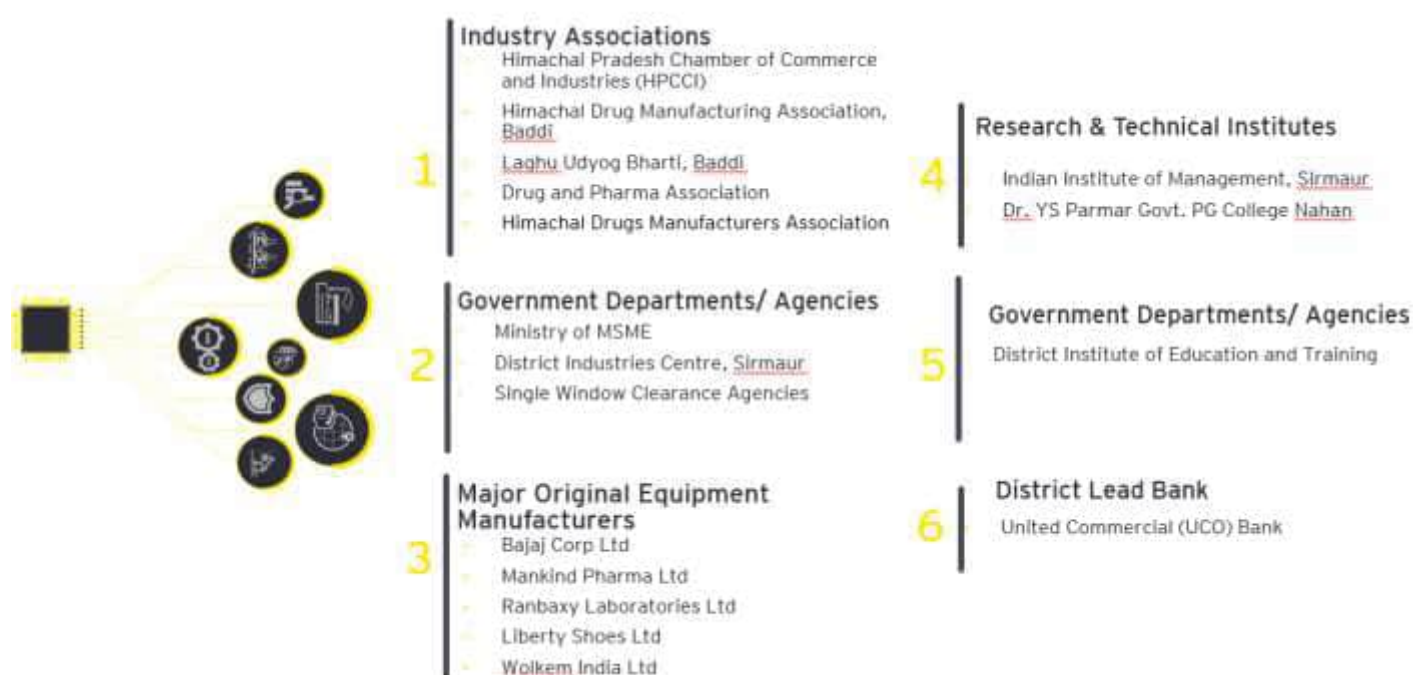 1
Industry Associations
Himachal Pradesh Chamber of Commerce
and Industries (HPCCI)
Himachal Drug Manufacturing Association,
Baddi
Laghu Udyog Bharti, Baddi
Drug and Pharma Association
Himachal Drugs Manufacturers Association
2
Government Departments/ Agencies
Ministry of MSME
District Industries Centre, Sirmaur
Single Window Clearance Agencies
3
Major Original Equipment
Manufacturers
Bajaj Corp Ltd
Mankind Pharma Ltd
Ranbaxy Laboratories Ltd
Liberty Shoes Ltd
Wolkem India Ltd
4
Research & Technical Institutes
Indian Institute of Management, Sirmaur
Dr. YS Parmar Govt. PG College Nahan
5
Government Departments/ Agencies
District Institute of Education and Training
6
District Lead Bank
United Commercial (UCO) Bank